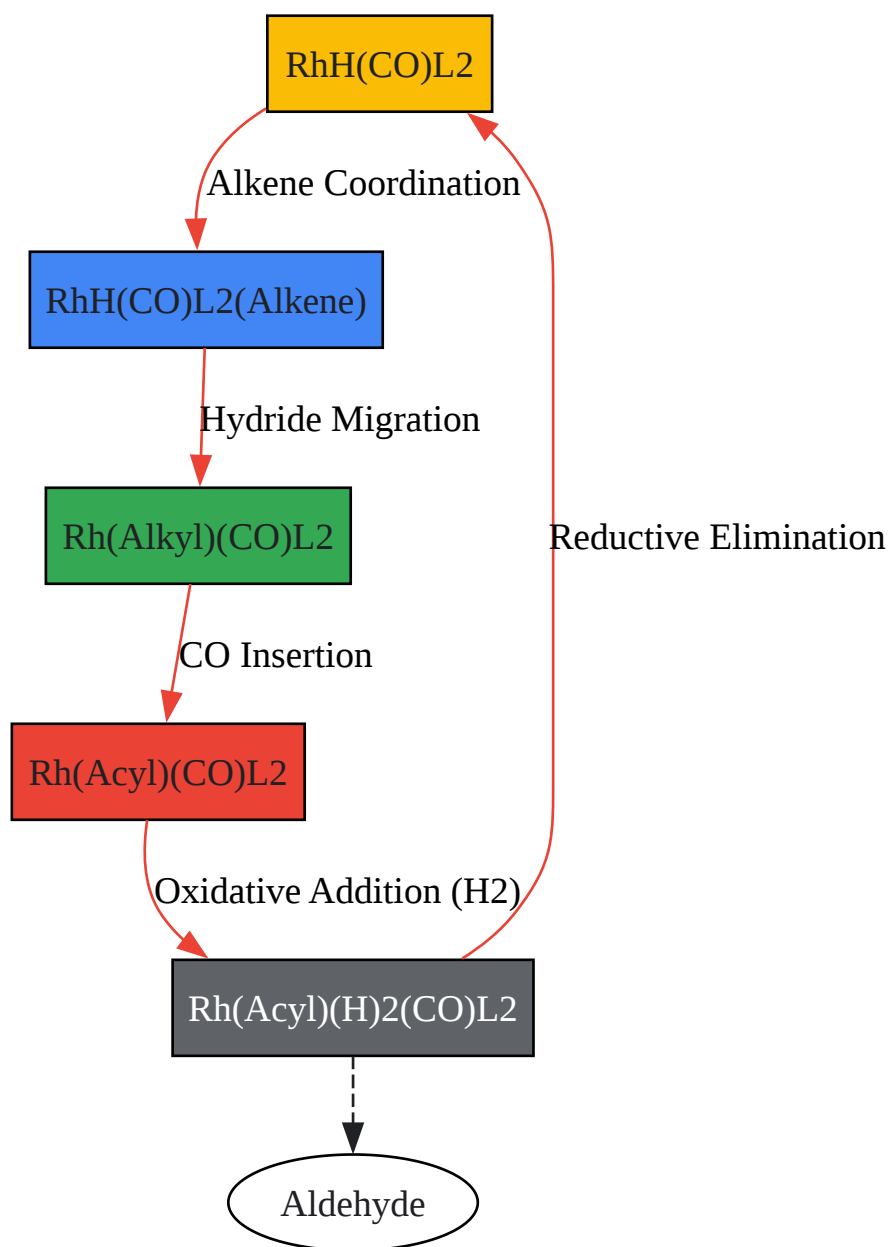 RhH(CO)L2
Alkene Coordination
RhH(CO)L2(Alkene)
Hydride Migration
Rh(Alkyl)(CO)L2
Reductive Elimination
CO Insertion
Rh(Acyl)(CO)L2
Oxidative Addition (H2)
Rh(Acyl)(H)2(CO)L2
Aldehyde